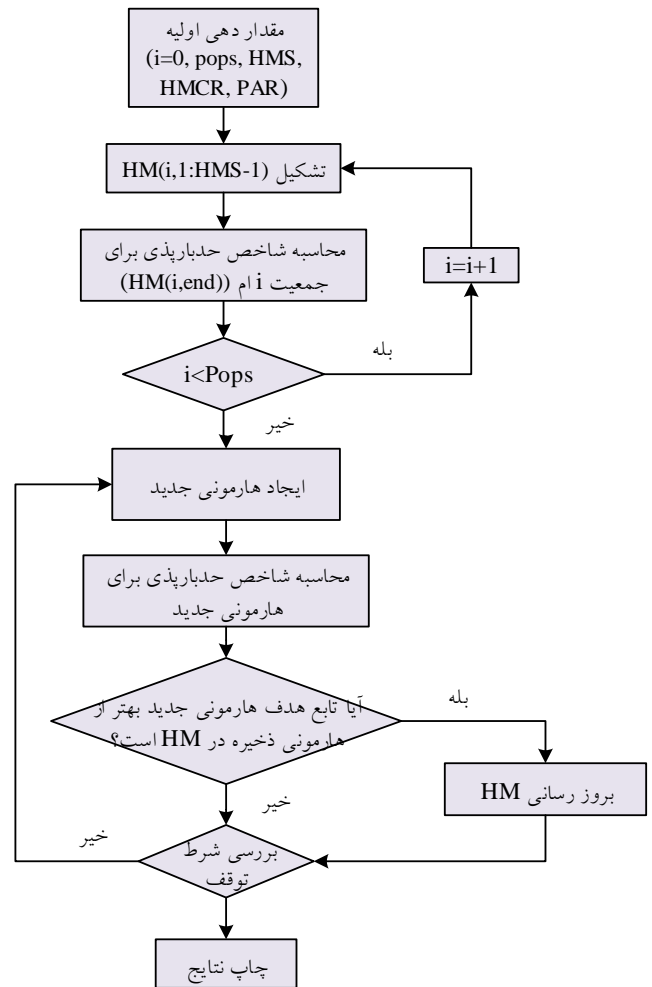 مقدار دهی اولیه
(i=0, pops, HMS,
HMCR, PAR)
تشکیل HM(i,1:HMS-1)
محاسبه شاخص حدبارپذی برای
جمعیت i ام (HM(i,end))
i=i+1
i<Pops
بله
خیر
ایجاد هارمونی جدید
محاسبه شاخص حدبارپذی برای
هارمونی جدید
آیا تابع هدف هارمونی جدید بهتر از
هارمونی ذخیره در HM است؟
بله
بروز رسانی HM
خیر
خیر
بررسی شرط
توقف
چاپ نتایج